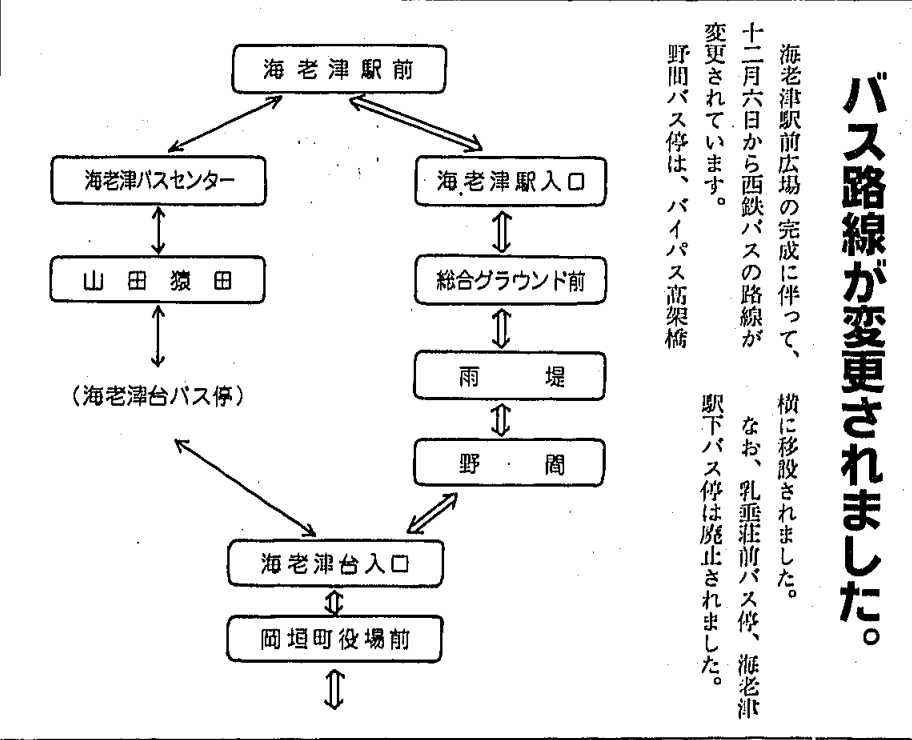 バス路線が変更されました。
海老津駅前広場の完成に伴って、
十二月六日から西鉄バスの路線が
変更されています。
野間バス停は、バイパス高架橋
横に移設されました。
なお、乳垂荘前バス停、海老津
駅下バス停は廃止されました。
海老津駅前
海老津バスセンター
海老津駅入口
山田猿田
総合グラウンド前
(海老津台バス停)
雨堤
野間
海老津台入口
岡垣町役場前